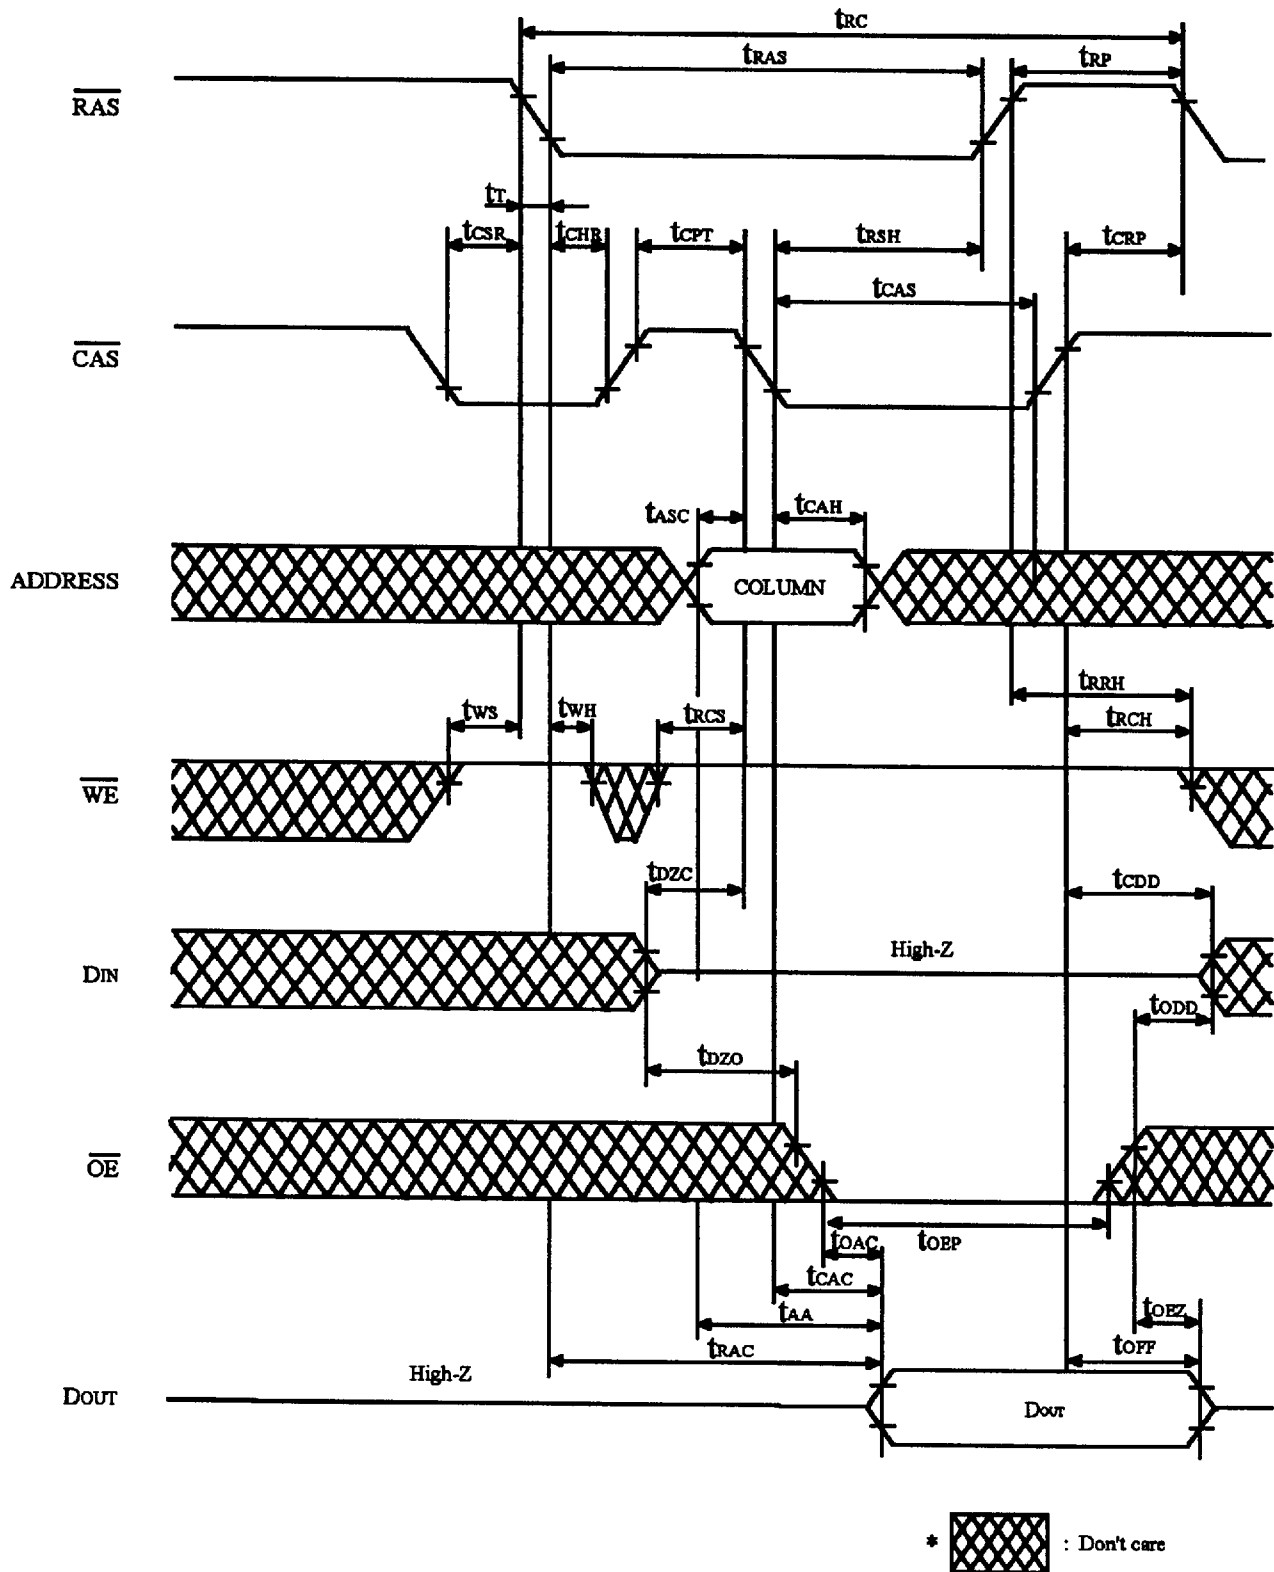 tRC
tRAS
tRP
RAS
tT
tCSR
tCHR
tCPT
tRSH
tCRP
tCAS
CAS
tASC
tCAH
ADDRESS
COLUMN
tRRH
tWS
tWH
tRCS
tRCH
WE
tDZC
tCDD
DIN
High-Z
tODD
tDZO
OE
tOAC
tOEP
tCAC
tOEZ
tAA
tRAC
tOFF
High-Z
DOUT
DOUT
* : Don't care